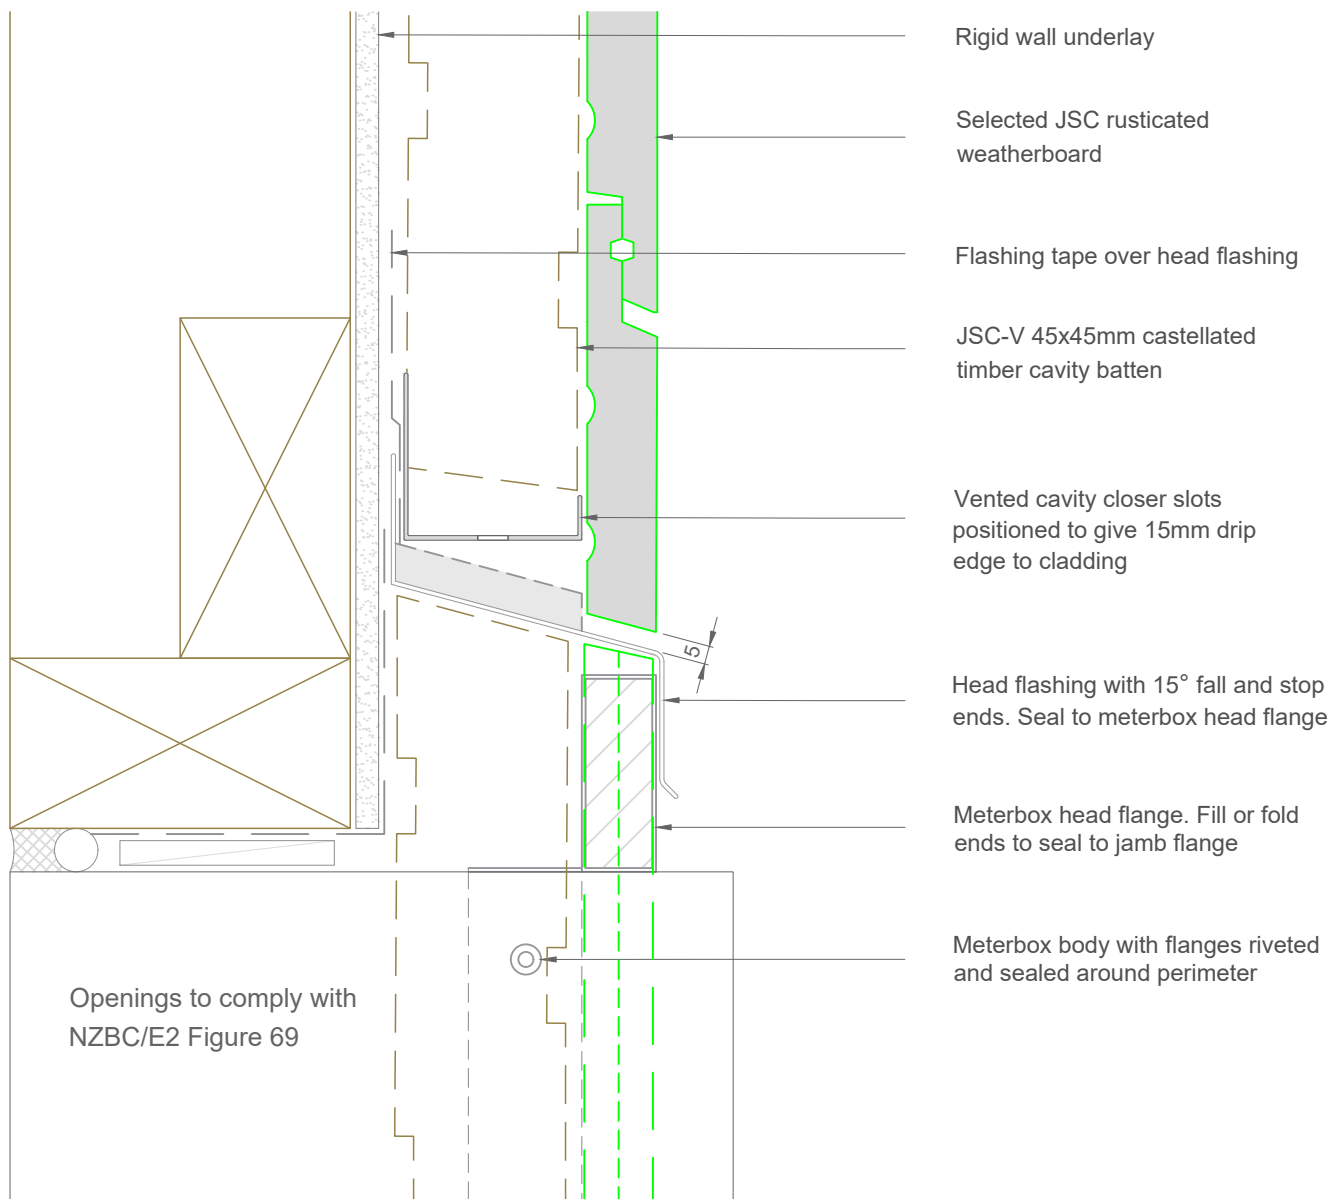 Rigid wall underlay
Selected JSC rusticated
weatherboard
Flashing tape over head flashing
JSC-V 45x45mm castellated
timber cavity batten
Vented cavity closer slots
positioned to give 15mm drip
edge to cladding
5
Head flashing with 15° fall and stop
ends. Seal to meterbox head flange
Meterbox head flange. Fill or fold
ends to seal to jamb flange
Meterbox body with flanges riveted
and sealed around perimeter
Openings to comply with
NZBC/E2 Figure 69